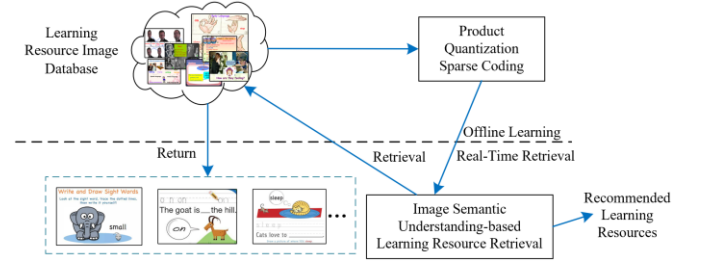 Learning
Resource Image
Database
Product
Quantization
Sparse Coding
Offline Learning
Return
Retrieval
Real-Time Retrieval
Write and Draw Sight Words
small
The goat is__the hill.
on
sleep
Cats love to
...
Image Semantic
Understanding-based
Learning Resource Retrieval
Recommended
Learning
Resources